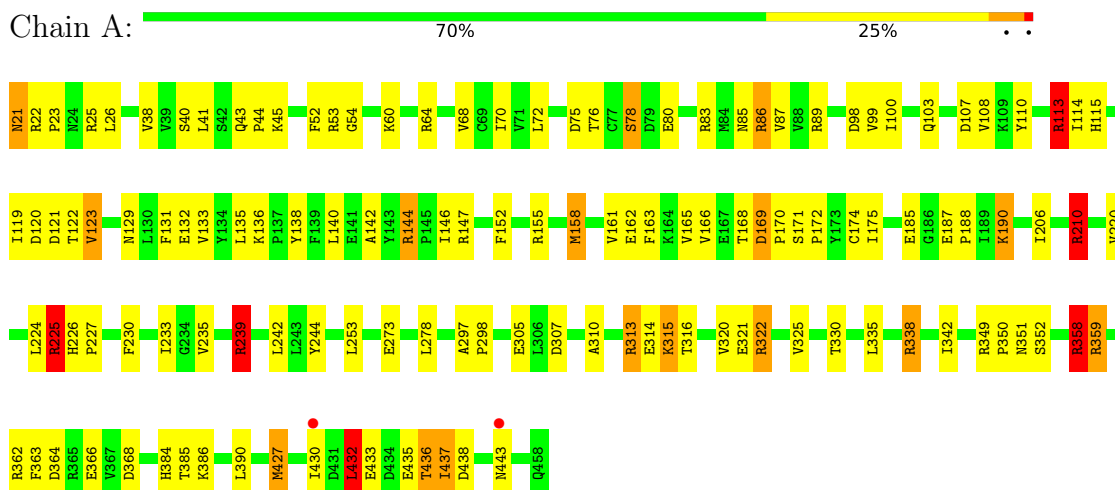 Chain A:
70% 25% • •
N21 R22 P23 N24 R25 L26 V38 V39 S40 L41 S42 Q43 P44 K45 F52 R53 G54 K60 R64 V68 C69 I70 V71 L72 D75 T76 C77 S78 D79 E80 R83 M84 N85 R86 V87 V88 R89 D98 V99 I100 Q103 D107 V108 K109 Y110 R113 I114 H115
I119 D120 D121 T122 V123 N129 L130 F131 E132 V133 Y134 L135 K136 P137 Y138 F139 L140 E141 A142 Y143 R144 P145 I146 R147 F152 R155 M158 V161 E162 F163 K164 V165 V166 E167 T168 D169 P170 S171 P172 Y173 C174 I175 E185 G186 E187 P188 I189 K190 I206 R210
L224 R225 H226 P227 F230 I233 G234 V235 R239 L242 L243 Y244 L253 E273 L278 A297 P298 E305 L306 D307 A310 R313 E314 K315 T316 V320 E321 R322 V325 T330 L335 R338 I342 R349 P350 N351 S352 R358 R359
R362 F363 D364 R365 E366 V367 D368 H384 T385 K386 L390 M427 I430 D431 L432 E433 D434 E435 T436 I437 D438 N443 Q458